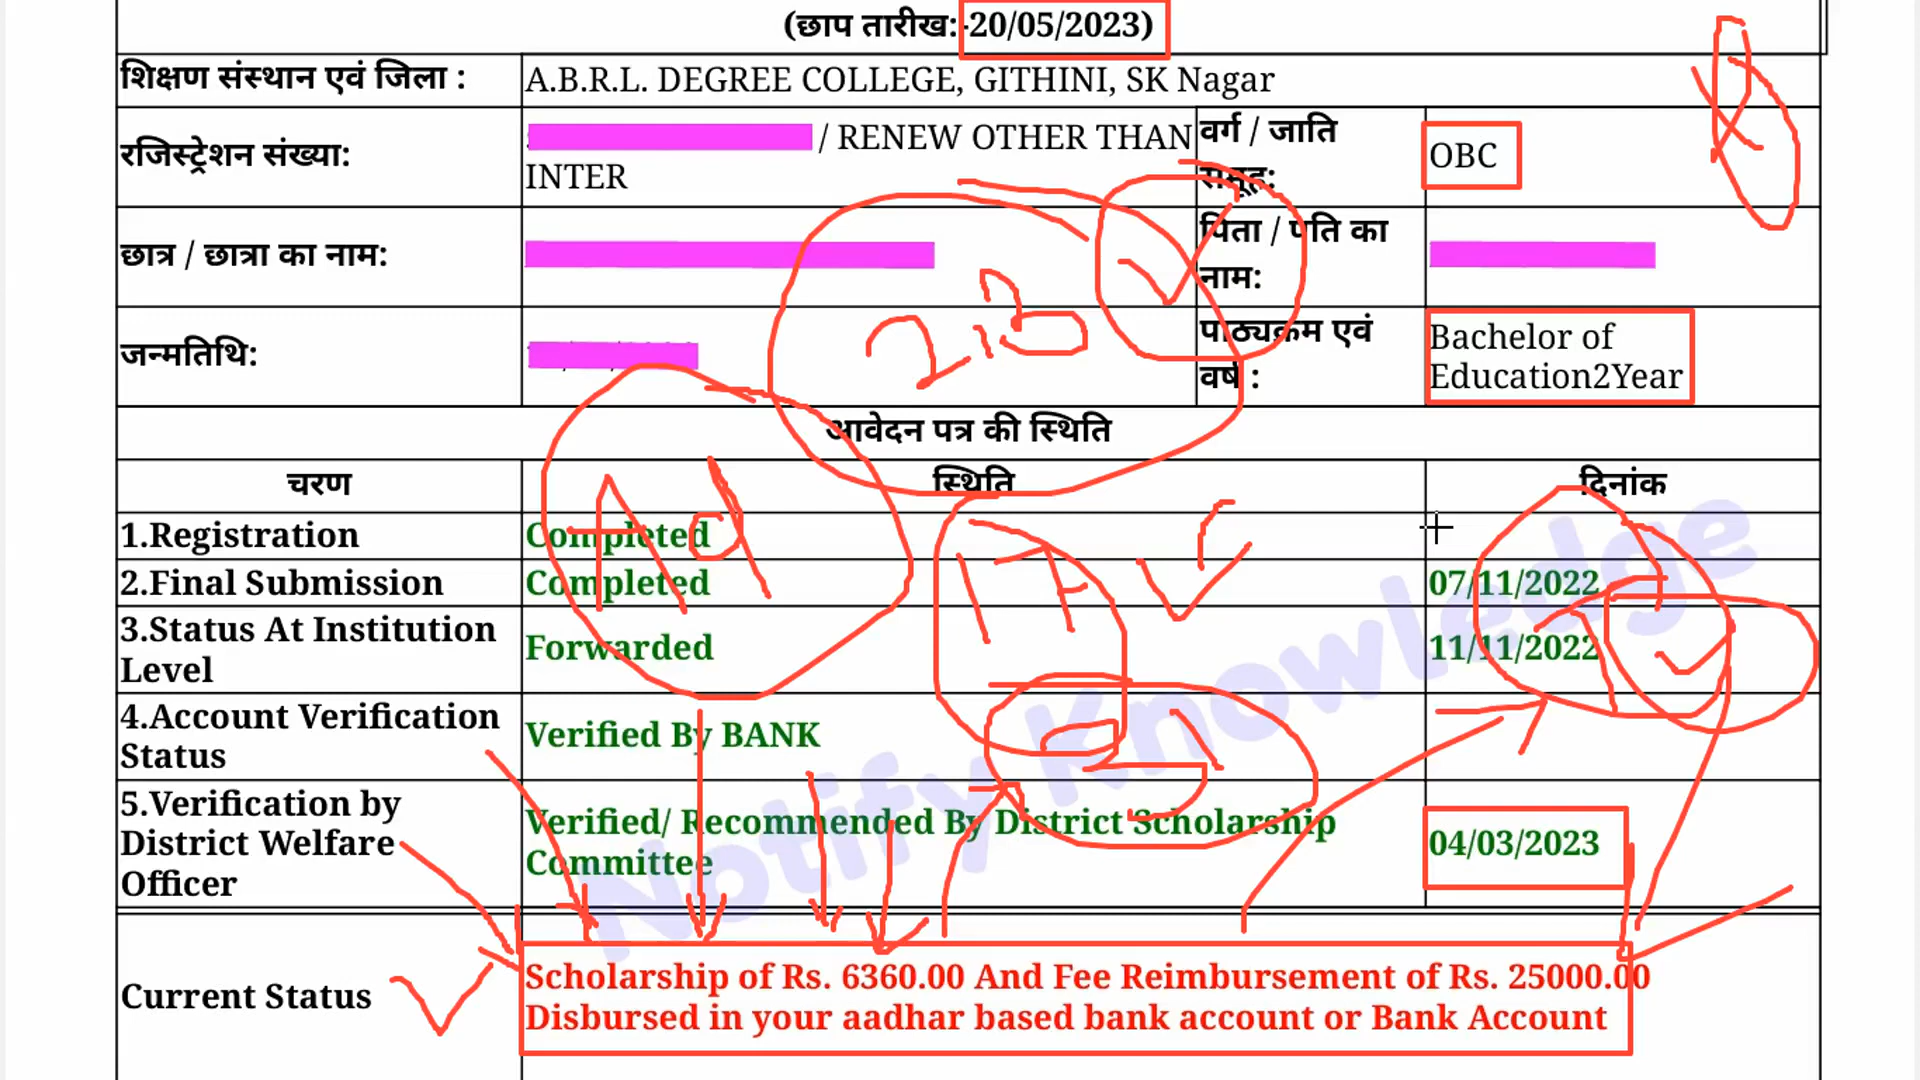 (छाप तारीख:-20/05/2023)
शिक्षण संस्थान एवं जिला :
A.B.R.L. DEGREE COLLEGE, GITHINI, SK Nagar
रजिस्ट्रेशन संख्या:
/ RENEW OTHER THAN
INTER
वर्ग / जाति
समूह:
OBC
छात्र / छात्रा का नाम:
पिता / पति का
नाम:
जन्मतिथि:
पाठ्यक्रम एवं
वर्ष :
Bachelor of
Education2Year
आवेदन पत्र की स्थिति
चरण
स्थिति
दिनांक
1.Registration
Completed
2.Final Submission
Completed
07/11/2022
3.Status At Institution
Level
Forwarded
11/11/2022
4.Account Verification
Status
Verified By BANK
5.Verification by
District Welfare
Officer
Verified/ Recommended By District Scholarship
Committee
04/03/2023
Current Status
Scholarship of Rs. 6360.00 And Fee Reimbursement of Rs. 25000.00
Disbursed in your aadhar based bank account or Bank Account
Notify Knowledge